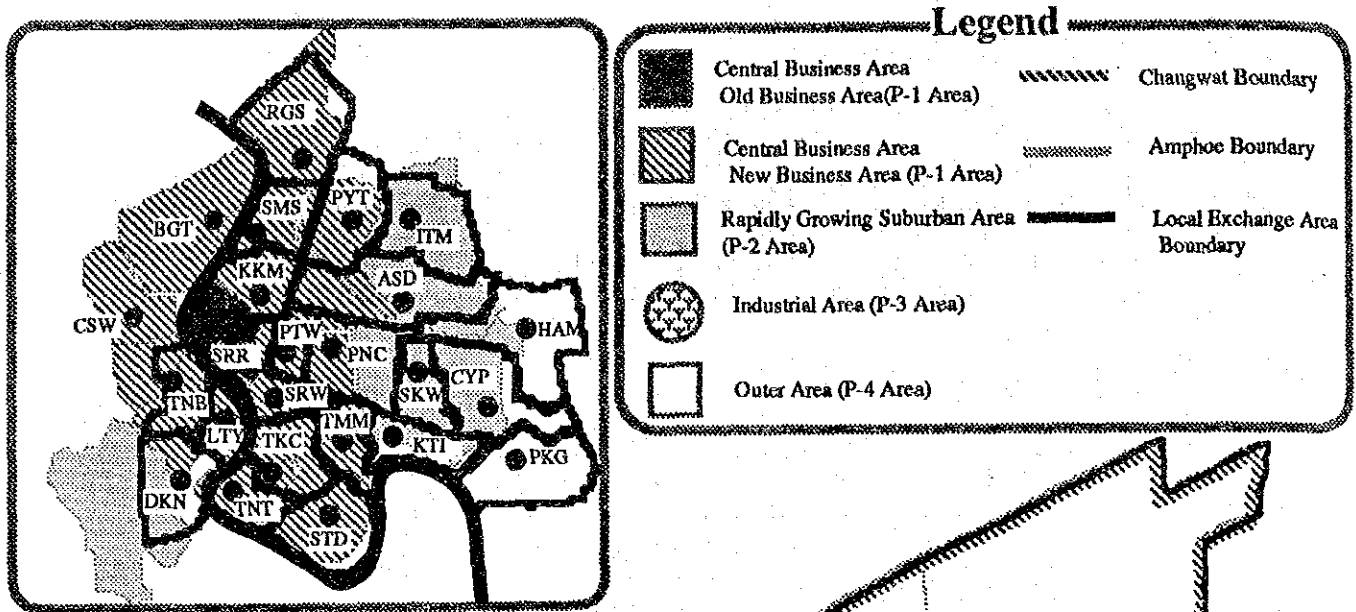 Legend
Central Business Area
Old Business Area(P-1 Area)
Changwat Boundary
Central Business Area
New Business Area (P-1 Area)
Amphoe Boundary
Rapidly Growing Suburban Area
(P-2 Area)
Local Exchange Area
Boundary
Industrial Area (P-3 Area)
Outer Area (P-4 Area)
RGS
SMS
PYT
BGT
ITM
KKM
ASD
CSW
PTW
HAM
SRR
PNC
SKW
CYP
TNB
SRW
LTY
TKC
TMM
KTI
PKG
DKN
TNT
STD